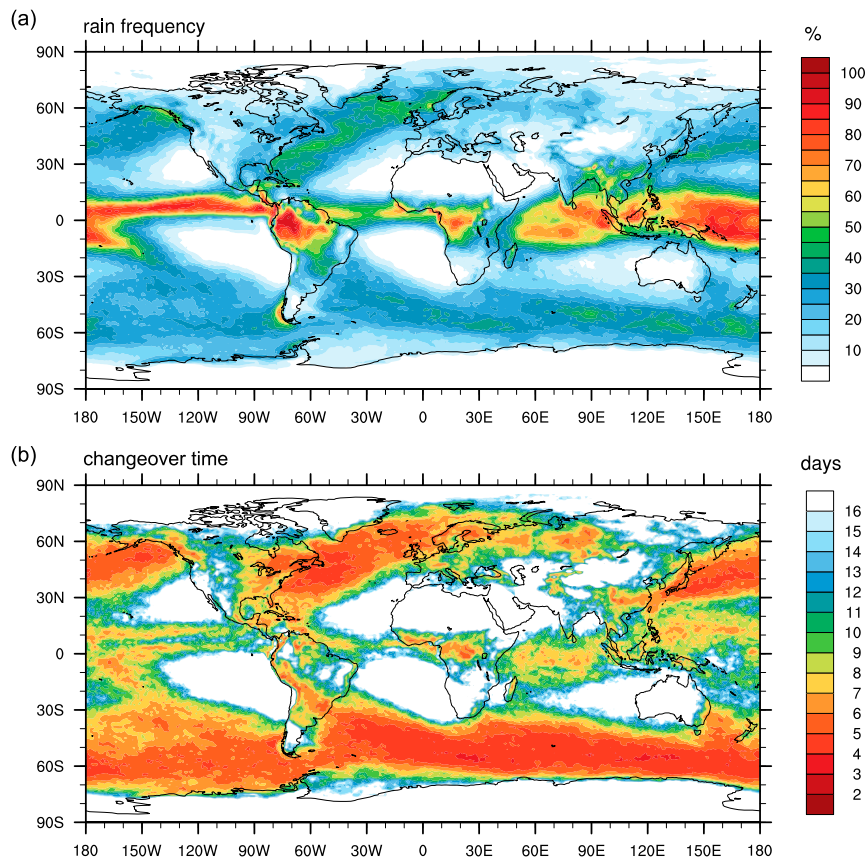 (a)
rain frequency
%
90N
60N
30N
0
30S
60S
90S
180 150W 120W 90W 60W 30W 0 30E 60E 90E 120E 150E 180
100
90
80
70
60
50
40
30
20
10
(b)
changeover time
days
90N
60N
30N
0
30S
60S
90S
180 150W 120W 90W 60W 30W 0 30E 60E 90E 120E 150E 180
16
15
14
13
12
11
10
9
8
7
6
5
4
3
2